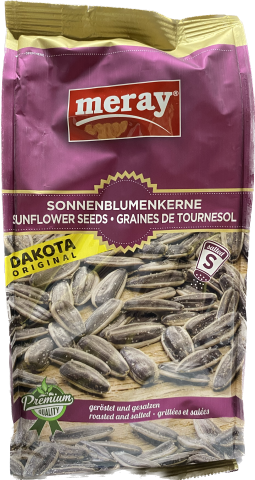 meray®
SONNENBLUMENKERNE
SUNFLOWER SEEDS • GRAINES DE TOURNESOL
DAKOTA
ORIGINAL
salted
S
Premium
QUALITY
geröstet und gesalzen
roasted and salted - grillées et salées